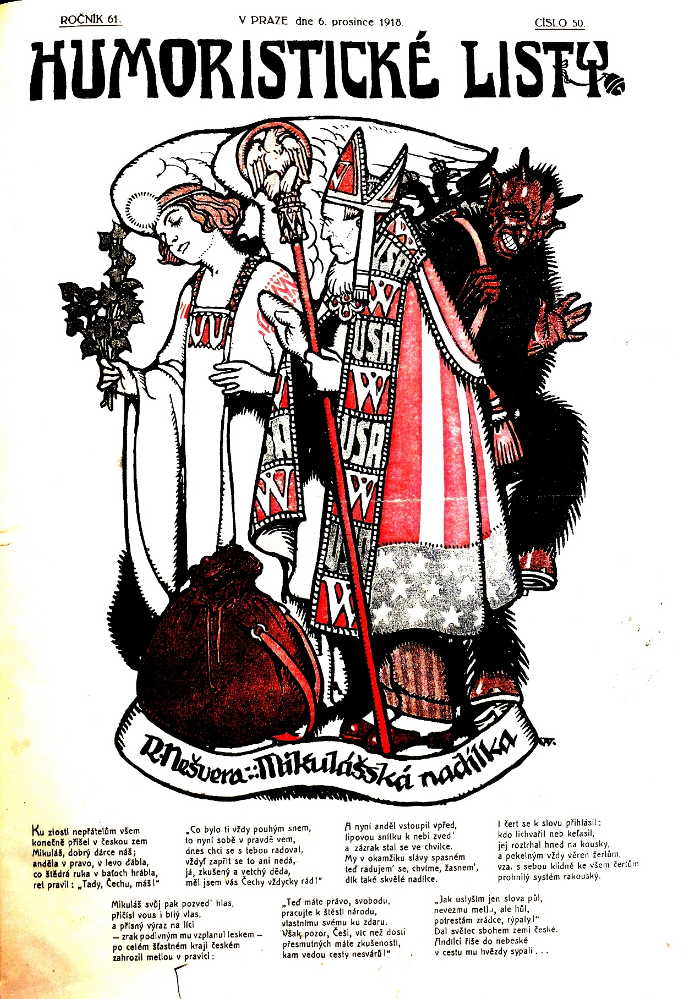 ROČNÍK 61.
V PRAZE dne 6. prosince 1918.
ČÍSLO 50.
HUMORISTICKÉ LISTY
USA
W
USA
W
USA
W
USA
W
USA
W
R. Nešvera :: Mikulášská nadílka
Ku zlosti nepřátelům všem
konečně přišel v českou zem
Mikuláš, dobrý dárce náš;
anděla v pravo, v levo ďábla,
co štědrá ruka v baťoch hrábla,
ret pravil: „Tady, Čechu, máš!“
„Co bylo ti vždy pouhým snem,
to nyní sobě v pravdě vem,
dnes chci se s tebou radovat,
vždyť zapřít se to ani nedá,
já, zkušený a vetchý děda,
měl jsem vás Čechy vždycky rád!“
A nyní anděl vstoupil vpřed,
lipovou snítku k nebi zved'
a zázrak stal se ve chvilce.
My v okamžiku slávy spasném
teď radujem' se, chvíme, žasnem',
dík také skvělé nadílce.
I čert se k slovu přihlásil:
kdo lichvařil neb keťasil,
jej roztrhal hned na kousky,
a pekelným vždy věren žertům,
vza. s sebou klidně ke všem čertům
prohnilý systém rakouský.
Mikuláš svůj pak pozved' hlas,
přičísl vous i bílý vlas,
a přísný výraz na líci
— zrak podivným mu vzplanul leskem —
po celém šťastném kraji českém
zahrozil metlou v pravici:
„Teď máte právo, svobodu,
pracujte k štěstí národu,
vlastnímu svému ku zdaru.
Však pozor, Češi, víc než dosti
přesmutných máte zkušeností,
kam vedou cesty nesvárů!“
„Jak uslyším jen slova půl,
nevezmu metlu, ale hůl,
potrestám zrádce, rýpaly!“
Dal světec sbohem zemi české.
Andílci říše do nebeské
v cestu mu hvězdy sypali . . .